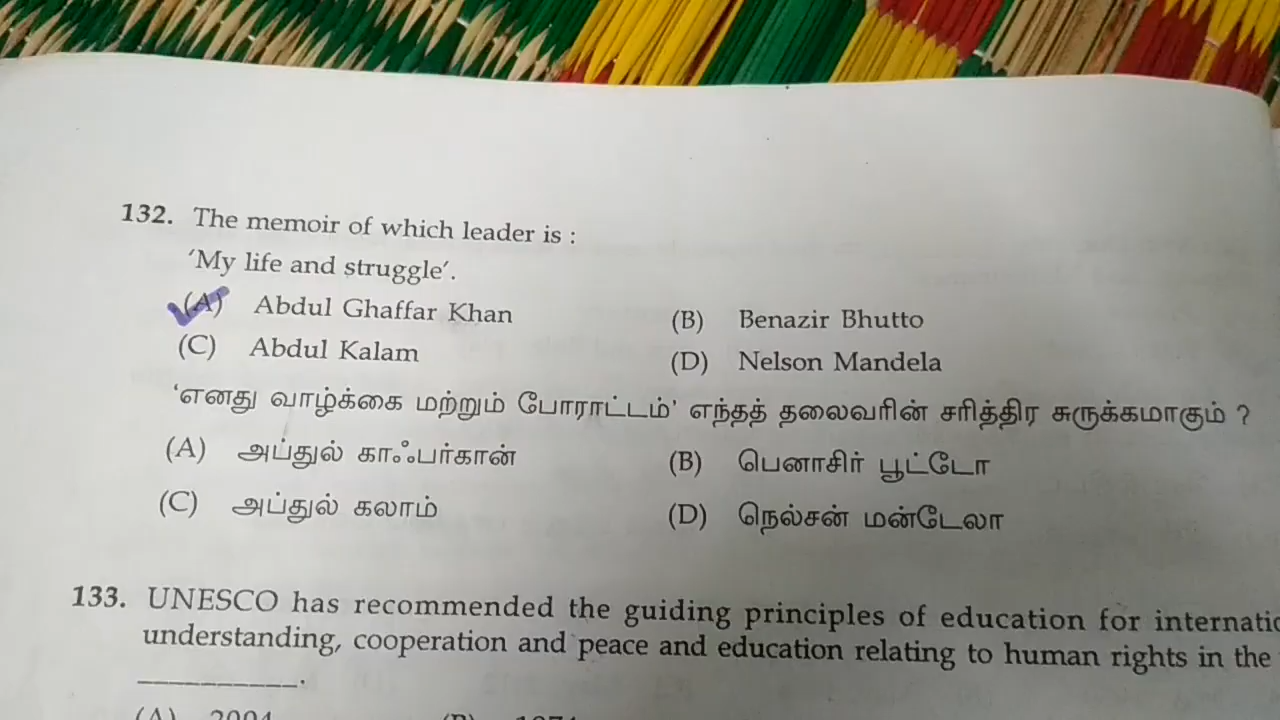 132. The memoir of which leader is :
'My life and struggle'.
(A) Abdul Ghaffar Khan (B) Benazir Bhutto
(C) Abdul Kalam (D) Nelson Mandela
'எனது வாழ்க்கை மற்றும் போராட்டம்' எந்தத் தலைவரின் சரித்திர சுருக்கமாகும் ?
(A) அப்துல் காஃபர்கான் (B) பெனாசிர் பூட்டோ
(C) அப்துல் கலாம் (D) நெல்சன் மன்டேலா
133. UNESCO has recommended the guiding principles of education for internatio
understanding, cooperation and peace and education relating to human rights in the
__________.
(A) 2004 (B) 1974